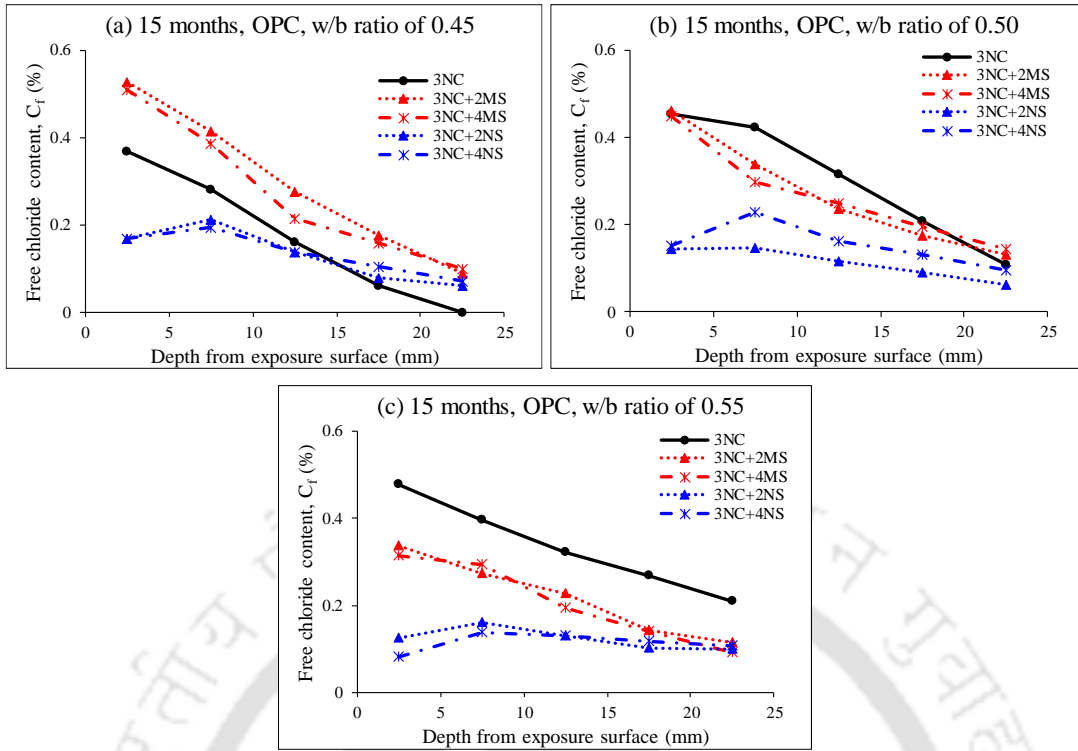 (a) 15 months, OPC, w/b ratio of 0.45
Free chloride content, Cf (%)
0.6
0.4
0.2
0
0 5 10 15 20 25
Depth from exposure surface (mm)
3NC
3NC+2MS
3NC+4MS
3NC+2NS
3NC+4NS
(b) 15 months, OPC, w/b ratio of 0.50
Free chloride content, Cf (%)
0.6
0.4
0.2
0
0 5 10 15 20 25
Depth from exposure surface (mm)
3NC
3NC+2MS
3NC+4MS
3NC+2NS
3NC+4NS
(c) 15 months, OPC, w/b ratio of 0.55
Free chloride content, Cf (%)
0.6
0.4
0.2
0
0 5 10 15 20 25
Depth from exposure surface (mm)
3NC
3NC+2MS
3NC+4MS
3NC+2NS
3NC+4NS